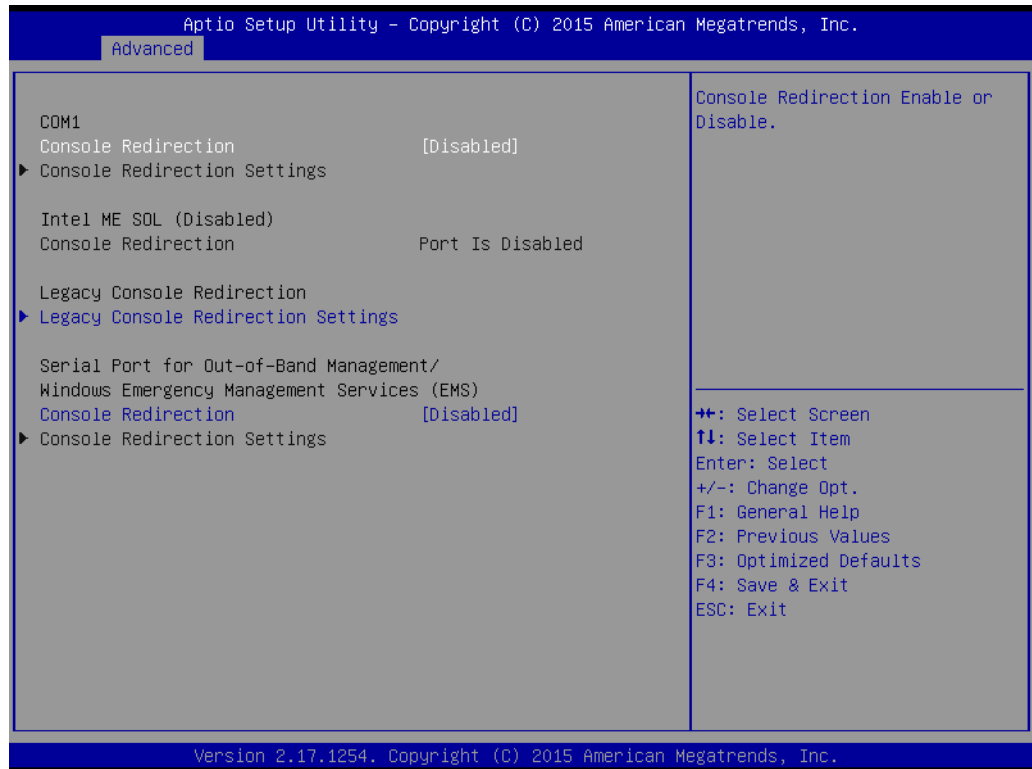 Aptio Setup Utility – Copyright (C) 2015 American Megatrends, Inc.
Advanced
COM1
Console Redirection [Disabled]
▶ Console Redirection Settings
Intel ME SOL (Disabled)
Console Redirection Port Is Disabled
Legacy Console Redirection
▶ Legacy Console Redirection Settings
Serial Port for Out-of-Band Management/
Windows Emergency Management Services (EMS)
Console Redirection [Disabled]
▶ Console Redirection Settings
Console Redirection Enable or
Disable.
→←: Select Screen
↑↓: Select Item
Enter: Select
+/-: Change Opt.
F1: General Help
F2: Previous Values
F3: Optimized Defaults
F4: Save & Exit
ESC: Exit
Version 2.17.1254. Copyright (C) 2015 American Megatrends, Inc.